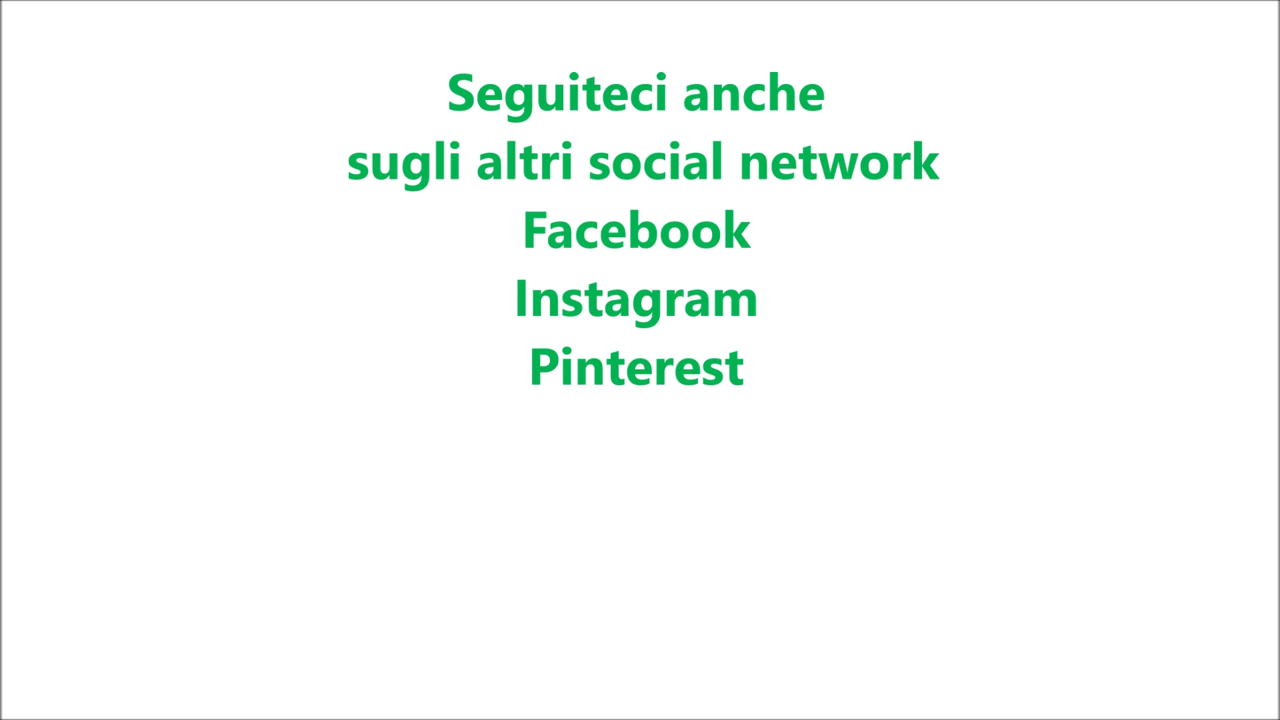 Seguiteci anche
sugli altri social network
Facebook
Instagram
Pinterest